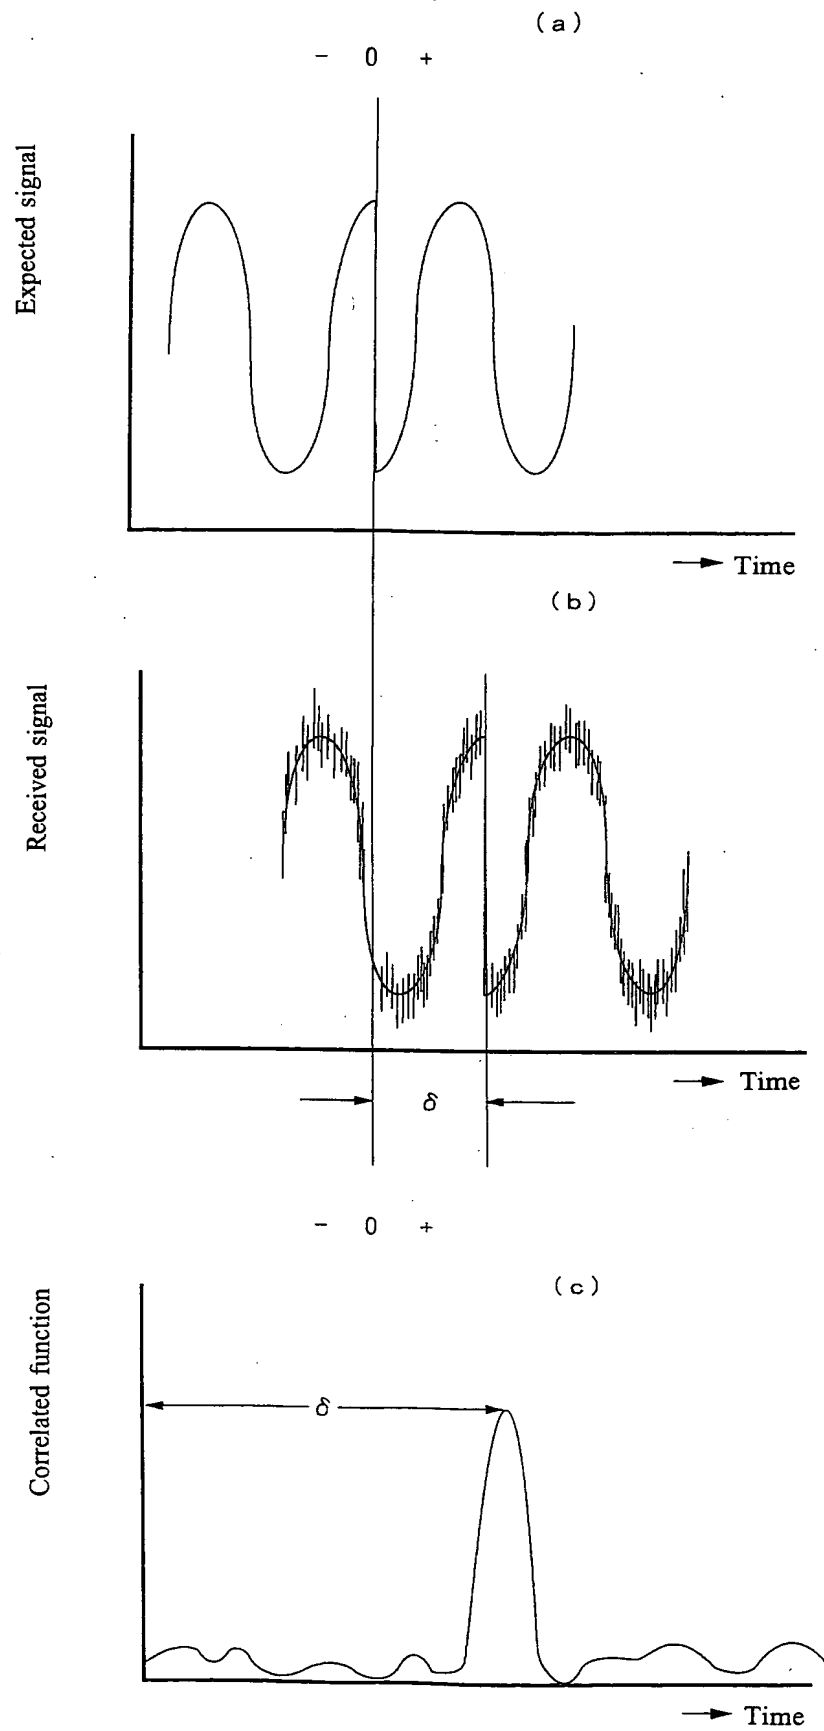 (a)
- 0 +
Expected signal
Time
(b)
Received signal
Time
δ
- 0 +
(c)
Correlated function
δ
Time